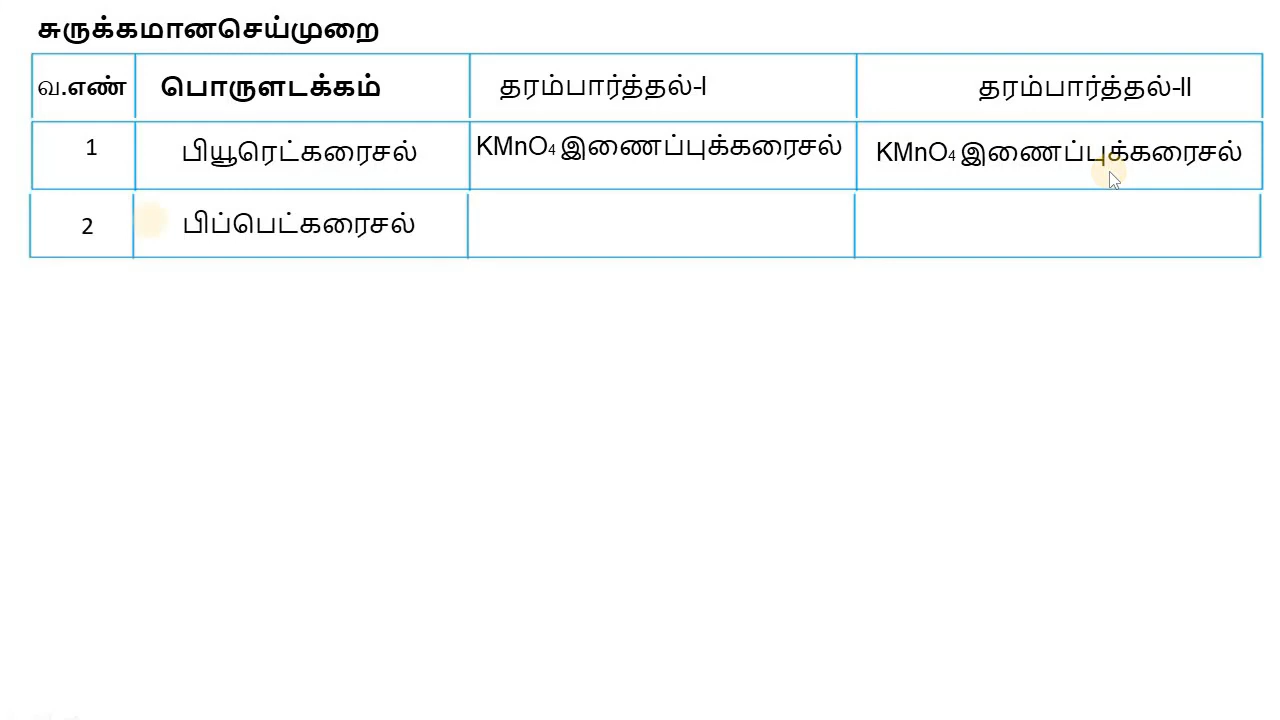 சுருக்கமானசெய்முறை
வ.எண் பொருளடக்கம் தரம்பார்த்தல்-I தரம்பார்த்தல்-II
1 பியூரெட்கரைசல் KMnO₄ இணைப்புக்கரைசல் KMnO₄ இணைப்புக்கரைசல்
2 பிப்பெட்கரைசல்